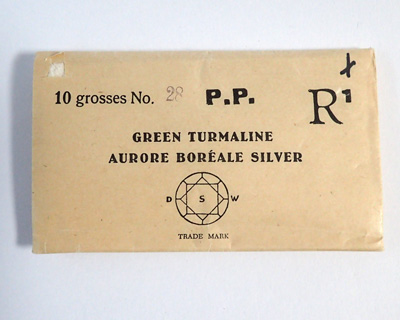 10 grosses No. 28 P.P. R1
GREEN TURMALINE
AURORE BORÉALE SILVER
D S W
TRADE MARK